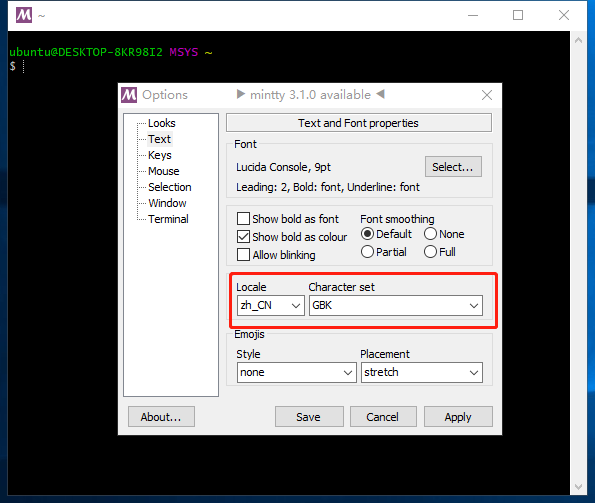 ~
ubuntu@DESKTOP-8KR98I2 MSYS ~
$
Options ▶ mintty 3.1.0 available ◀
Looks
Text
Keys
Mouse
Selection
Window
Terminal
Text and Font properties
Font
Lucida Console, 9pt
Select...
Leading: 2, Bold: font, Underline: font
Show bold as font
Show bold as colour
Allow blinking
Font smoothing
Default
None
Partial
Full
Locale
Character set
zh_CN
GBK
Emojis
Style
Placement
none
stretch
About...
Save
Cancel
Apply